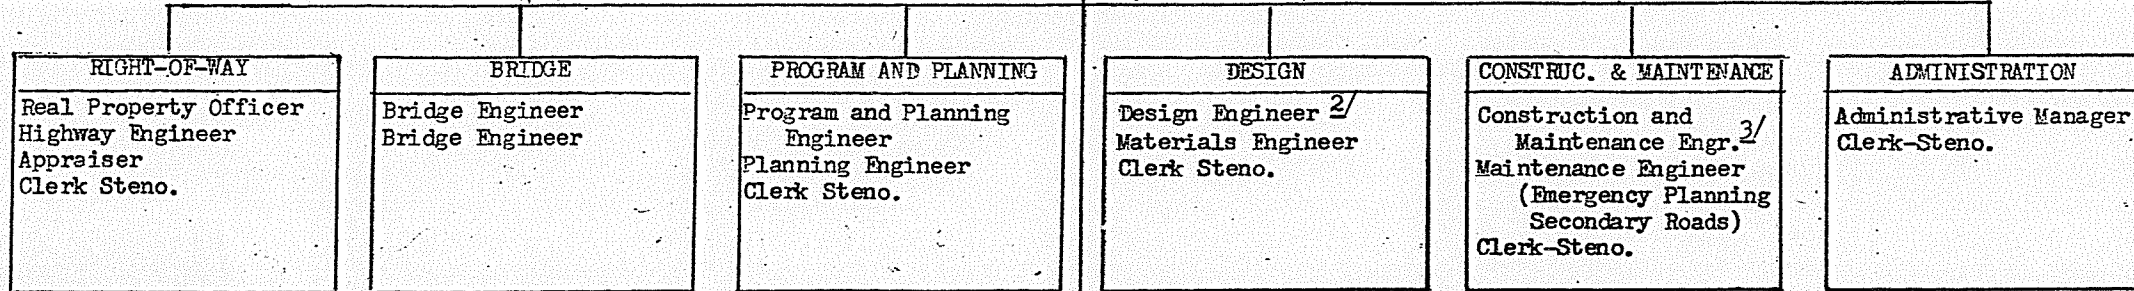 RIGHT-OF-WAY
Real Property Officer
Highway Engineer
Appraiser
Clerk Steno.
BRIDGE
Bridge Engineer
Bridge Engineer
PROGRAM AND PLANNING
Program and Planning
Engineer
Planning Engineer
Clerk Steno.
DESIGN
Design Engineer 2/
Materials Engineer
Clerk Steno.
CONSTRUC. & MAINTENANCE
Construction and
Maintenance Engr. 3/
Maintenance Engineer
(Emergency Planning
Secondary Roads)
Clerk-Steno.
ADMINISTRATION
Administrative Manager
Clerk-Steno.